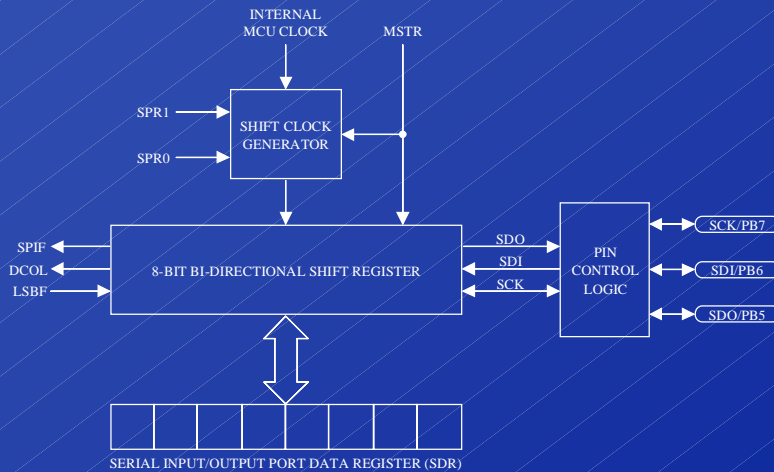 INTERNAL
MCU CLOCK
MSTR
SPR1
SHIFT CLOCK
GENERATOR
SPR0
SPIF
DCOL
LSBF
8-BIT BI-DIRECTIONAL SHIFT REGISTER
SDO
SDI
SCK
PIN
CONTROL
LOGIC
SCK/PB7
SDI/PB6
SDO/PB5
SERIAL INPUT/OUTPUT PORT DATA REGISTER (SDR)